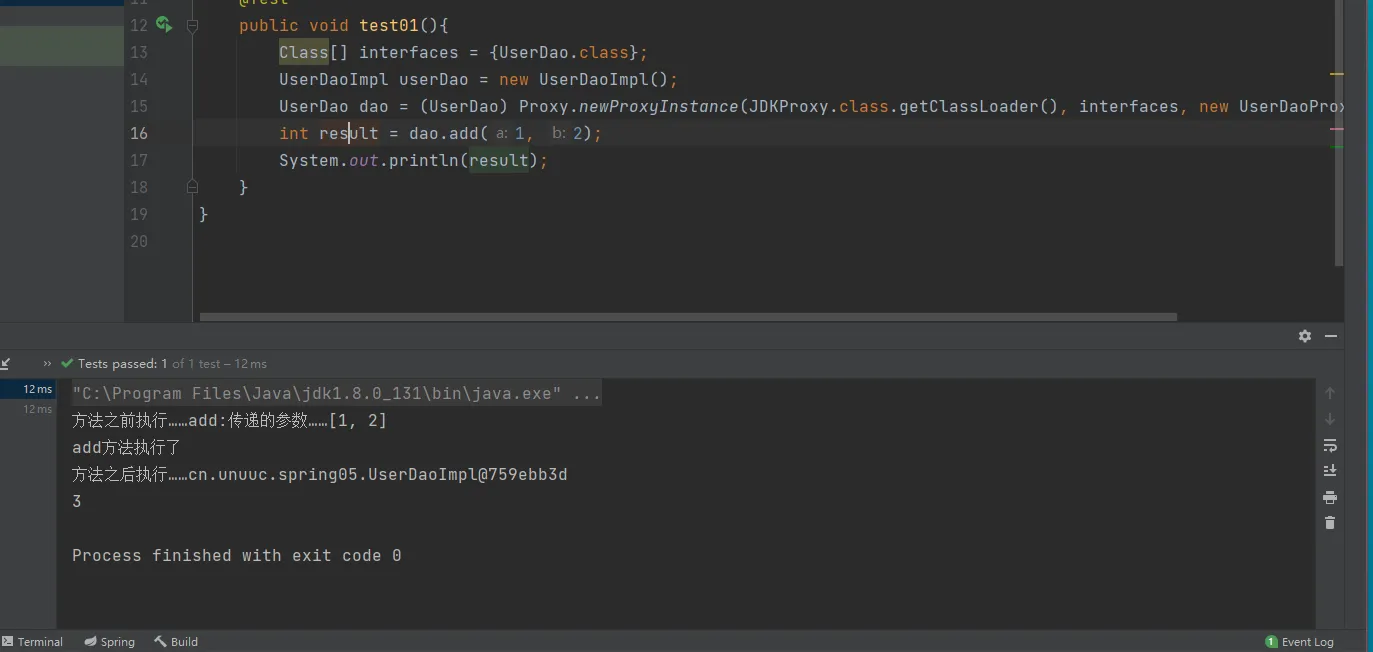 @Test
12 public void test01(){
13 Class[] interfaces = {UserDao.class};
14 UserDaoImpl userDao = new UserDaoImpl();
15 UserDao dao = (UserDao) Proxy.newProxyInstance(JDKProxy.class.getClassLoader(), interfaces, new UserDaoProx
16 int result = dao.add( a: 1, b: 2);
17 System.out.println(result);
18 }
19 }
20
Tests passed: 1 of 1 test – 12 ms
12 ms
12 ms
"C:\Program Files\Java\jdk1.8.0_131\bin\java.exe" ...
方法之前执行……add:传递的参数……[1, 2]
add方法执行了
方法之后执行……cn.unuuc.spring05.UserDaoImpl@759ebb3d
3
Process finished with exit code 0
Terminal Spring Build 1 Event Log